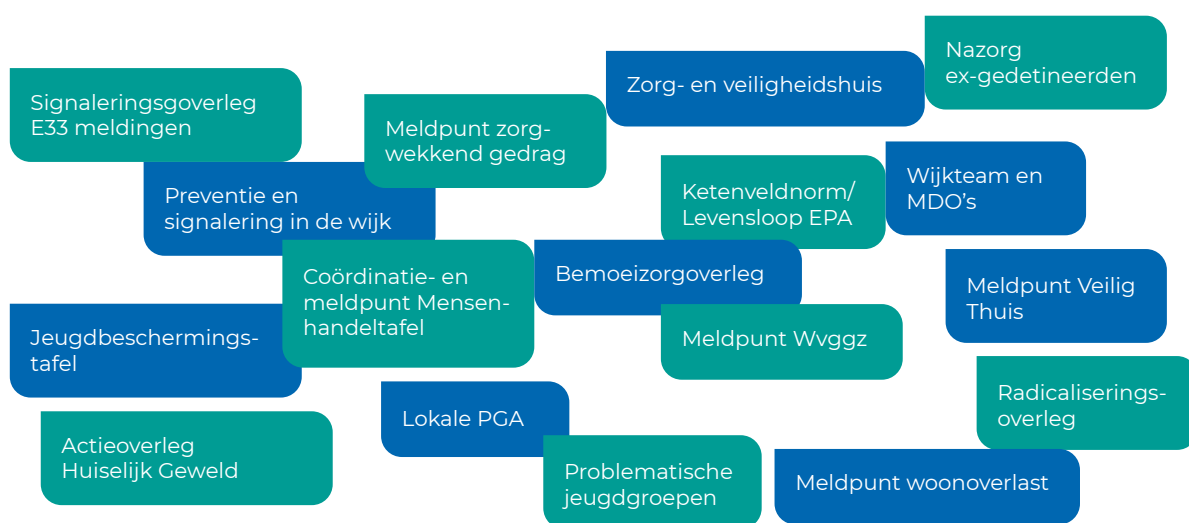 Signaleringsgoverleg
E33 meldingen
Meldpunt zorg-
wekkend gedrag
Zorg- en veiligheidshuis
Nazorg
ex-gedetineerden
Preventie en
signalering in de wijk
Ketenveldnorm/
Levensloop EPA
Wijkteam en
MDO’s
Coördinatie- en
meldpunt Mensen-
handeltafel
Bemoeizorgoverleg
Meldpunt Veilig
Thuis
Jeugdbeschermings-
tafel
Meldpunt Wvggz
Radicaliserings-
overleg
Actieoverleg
Huiselijk Geweld
Lokale PGA
Problematische
jeugdgroepen
Meldpunt woonoverlast